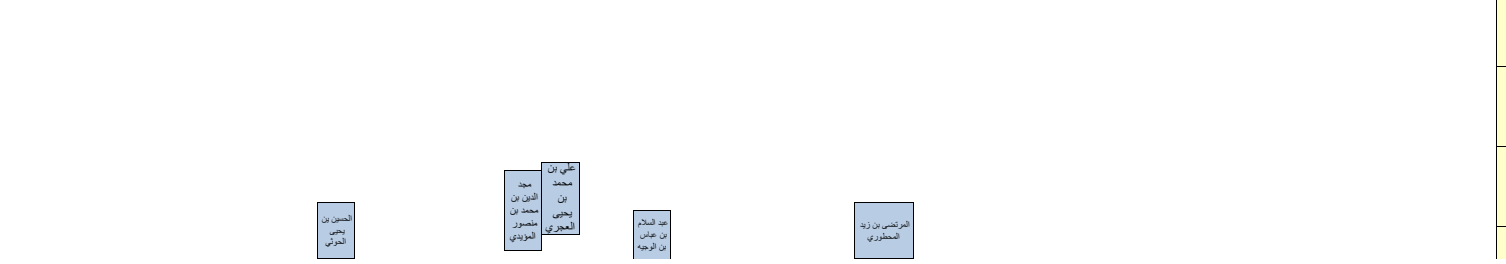 المرتضى بن زيد
المحطوري
عبد السلام
بن عباس
بن الوجيه
علي بن
محمد
بن
يحيى
العجري
مجد
الدين بن
محمد بن
منصور
المؤيدي
الحسين بن
يحيى
الحوثي